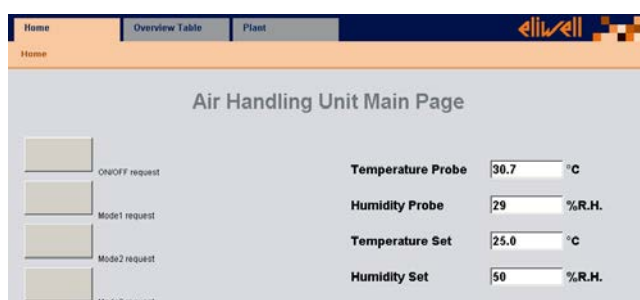 Home Overview Table Plant eliwell
Home
Air Handling Unit Main Page
ON/OFF request
Temperature Probe 30.7 °C
Mode1 request
Humidity Probe 29 %R.H.
Temperature Set 25.0 °C
Mode2 request
Humidity Set 50 %R.H.